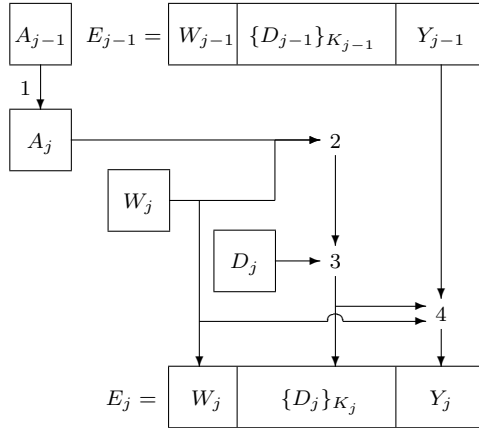 A_{j-1} E_{j-1} = W_{j-1} {D_{j-1}}_{K_{j-1}} Y_{j-1}
1
A_j 2
W_j
D_j 3
4
E_j = W_j {D_j}_{K_j} Y_j